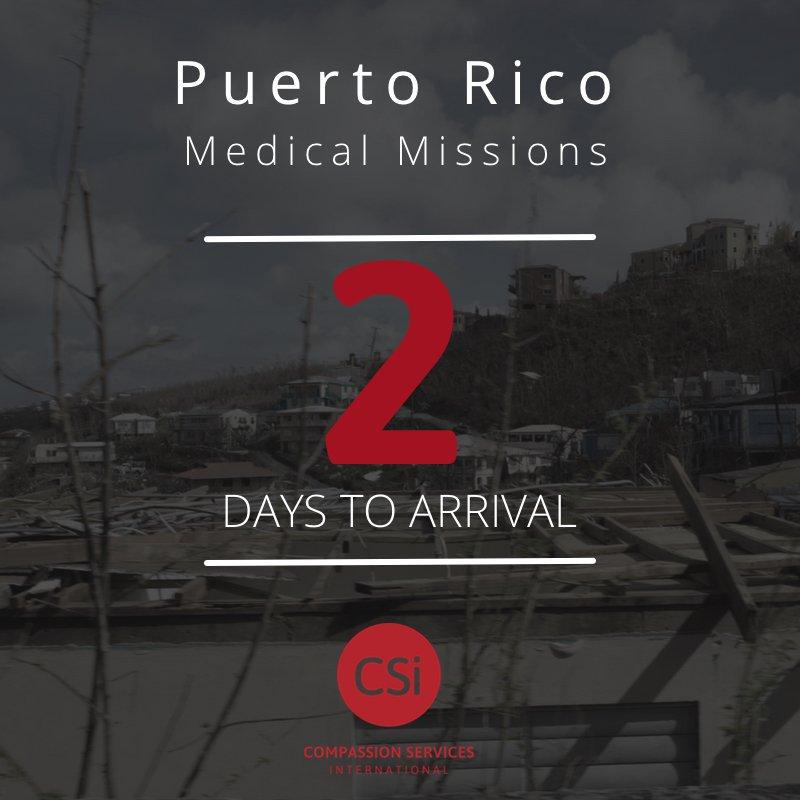 Puerto Rico
Medical Missions
2
DAYS TO ARRIVAL
CSi
COMPASSION SERVICES
INTERNATIONAL